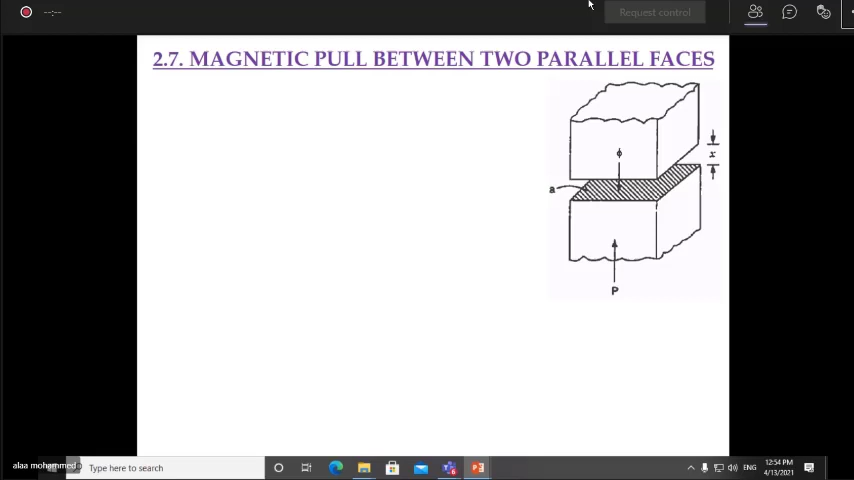 --:--
Request control
2.7. MAGNETIC PULL BETWEEN TWO PARALLEL FACES
ϕ
x
a
P
alaa mohammed
Type here to search
ENG
12:54 PM
4/13/2021